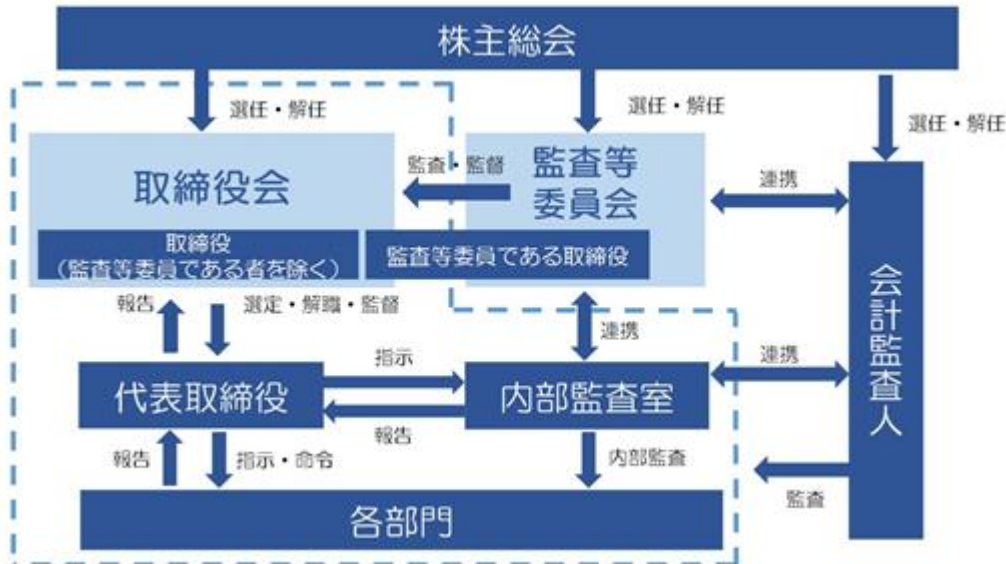 株主総会
選任・解任
選任・解任
選任・解任
取締役会
監査・監督
監査等
委員会
連携
取締役
（監査等委員である者を除く）
監査等委員である取締役
報告
選定・解職・監督
連携
会計監査人
指示
連携
代表取締役
内部監査室
報告
報告
指示・命令
内部監査
監査
各部門